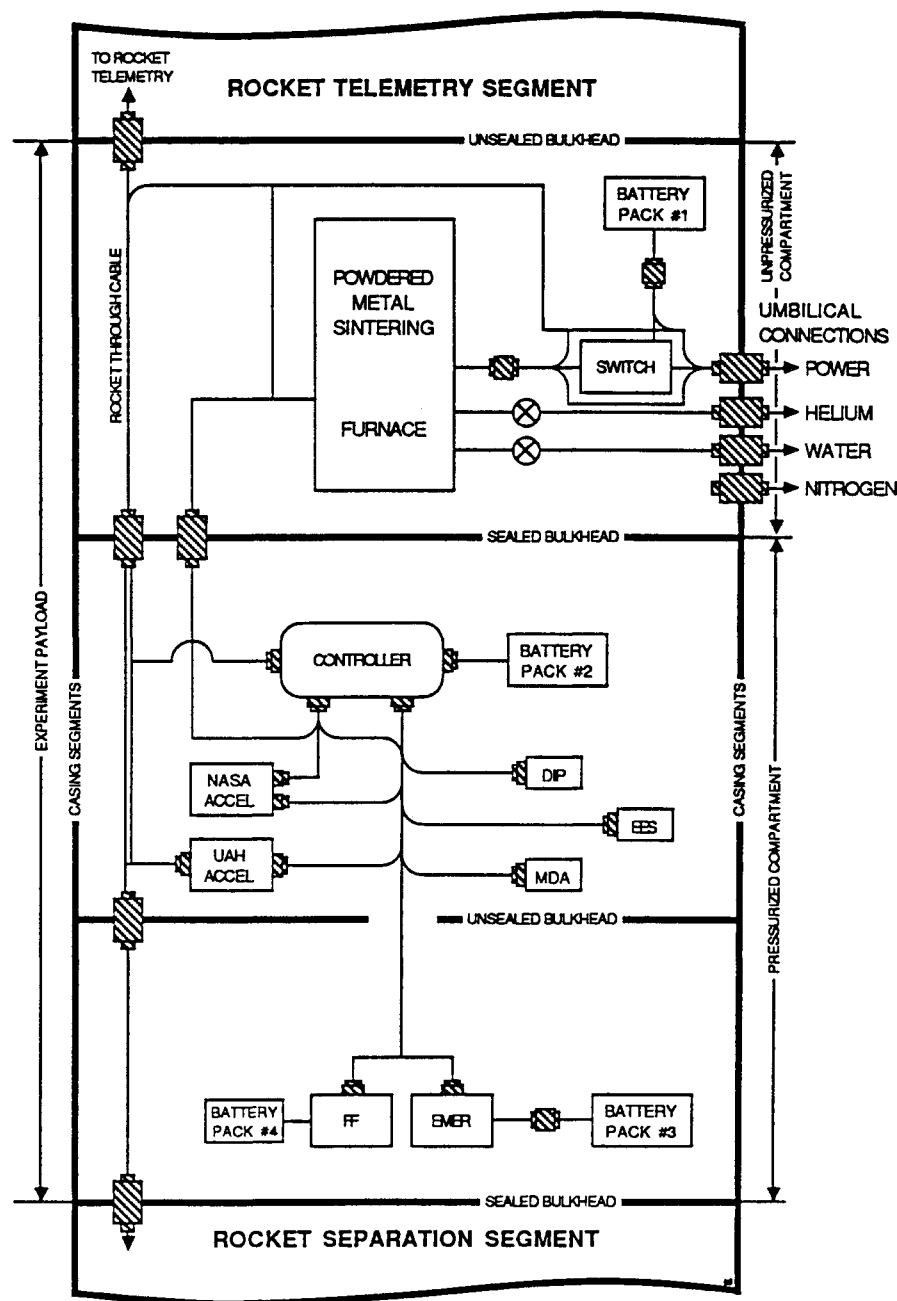 TO ROCKET
TELEMETRY
ROCKET TELEMETRY SEGMENT
UNSEALED BULKHEAD
BATTERY
PACK #1
UNPRESSURIZED
COMPARTMENT
ROCKET THROUGH CABLE
POWDERED
METAL
SINTERING
FURNACE
UMBILICAL
CONNECTIONS
SWITCH
POWER
HELIUM
WATER
NITROGEN
SEALED BULKHEAD
EXPERIMENT PAYLOAD
CASING SEGMENTS
CONTROLLER
BATTERY
PACK #2
CASING SEGMENTS
PRESSURIZED COMPARTMENT
NASA
ACCEL
DIP
EES
UAH
ACCEL
MDA
UNSEALED BULKHEAD
BATTERY
PACK #4
FF
EMER
BATTERY
PACK #3
SEALED BULKHEAD
ROCKET SEPARATION SEGMENT